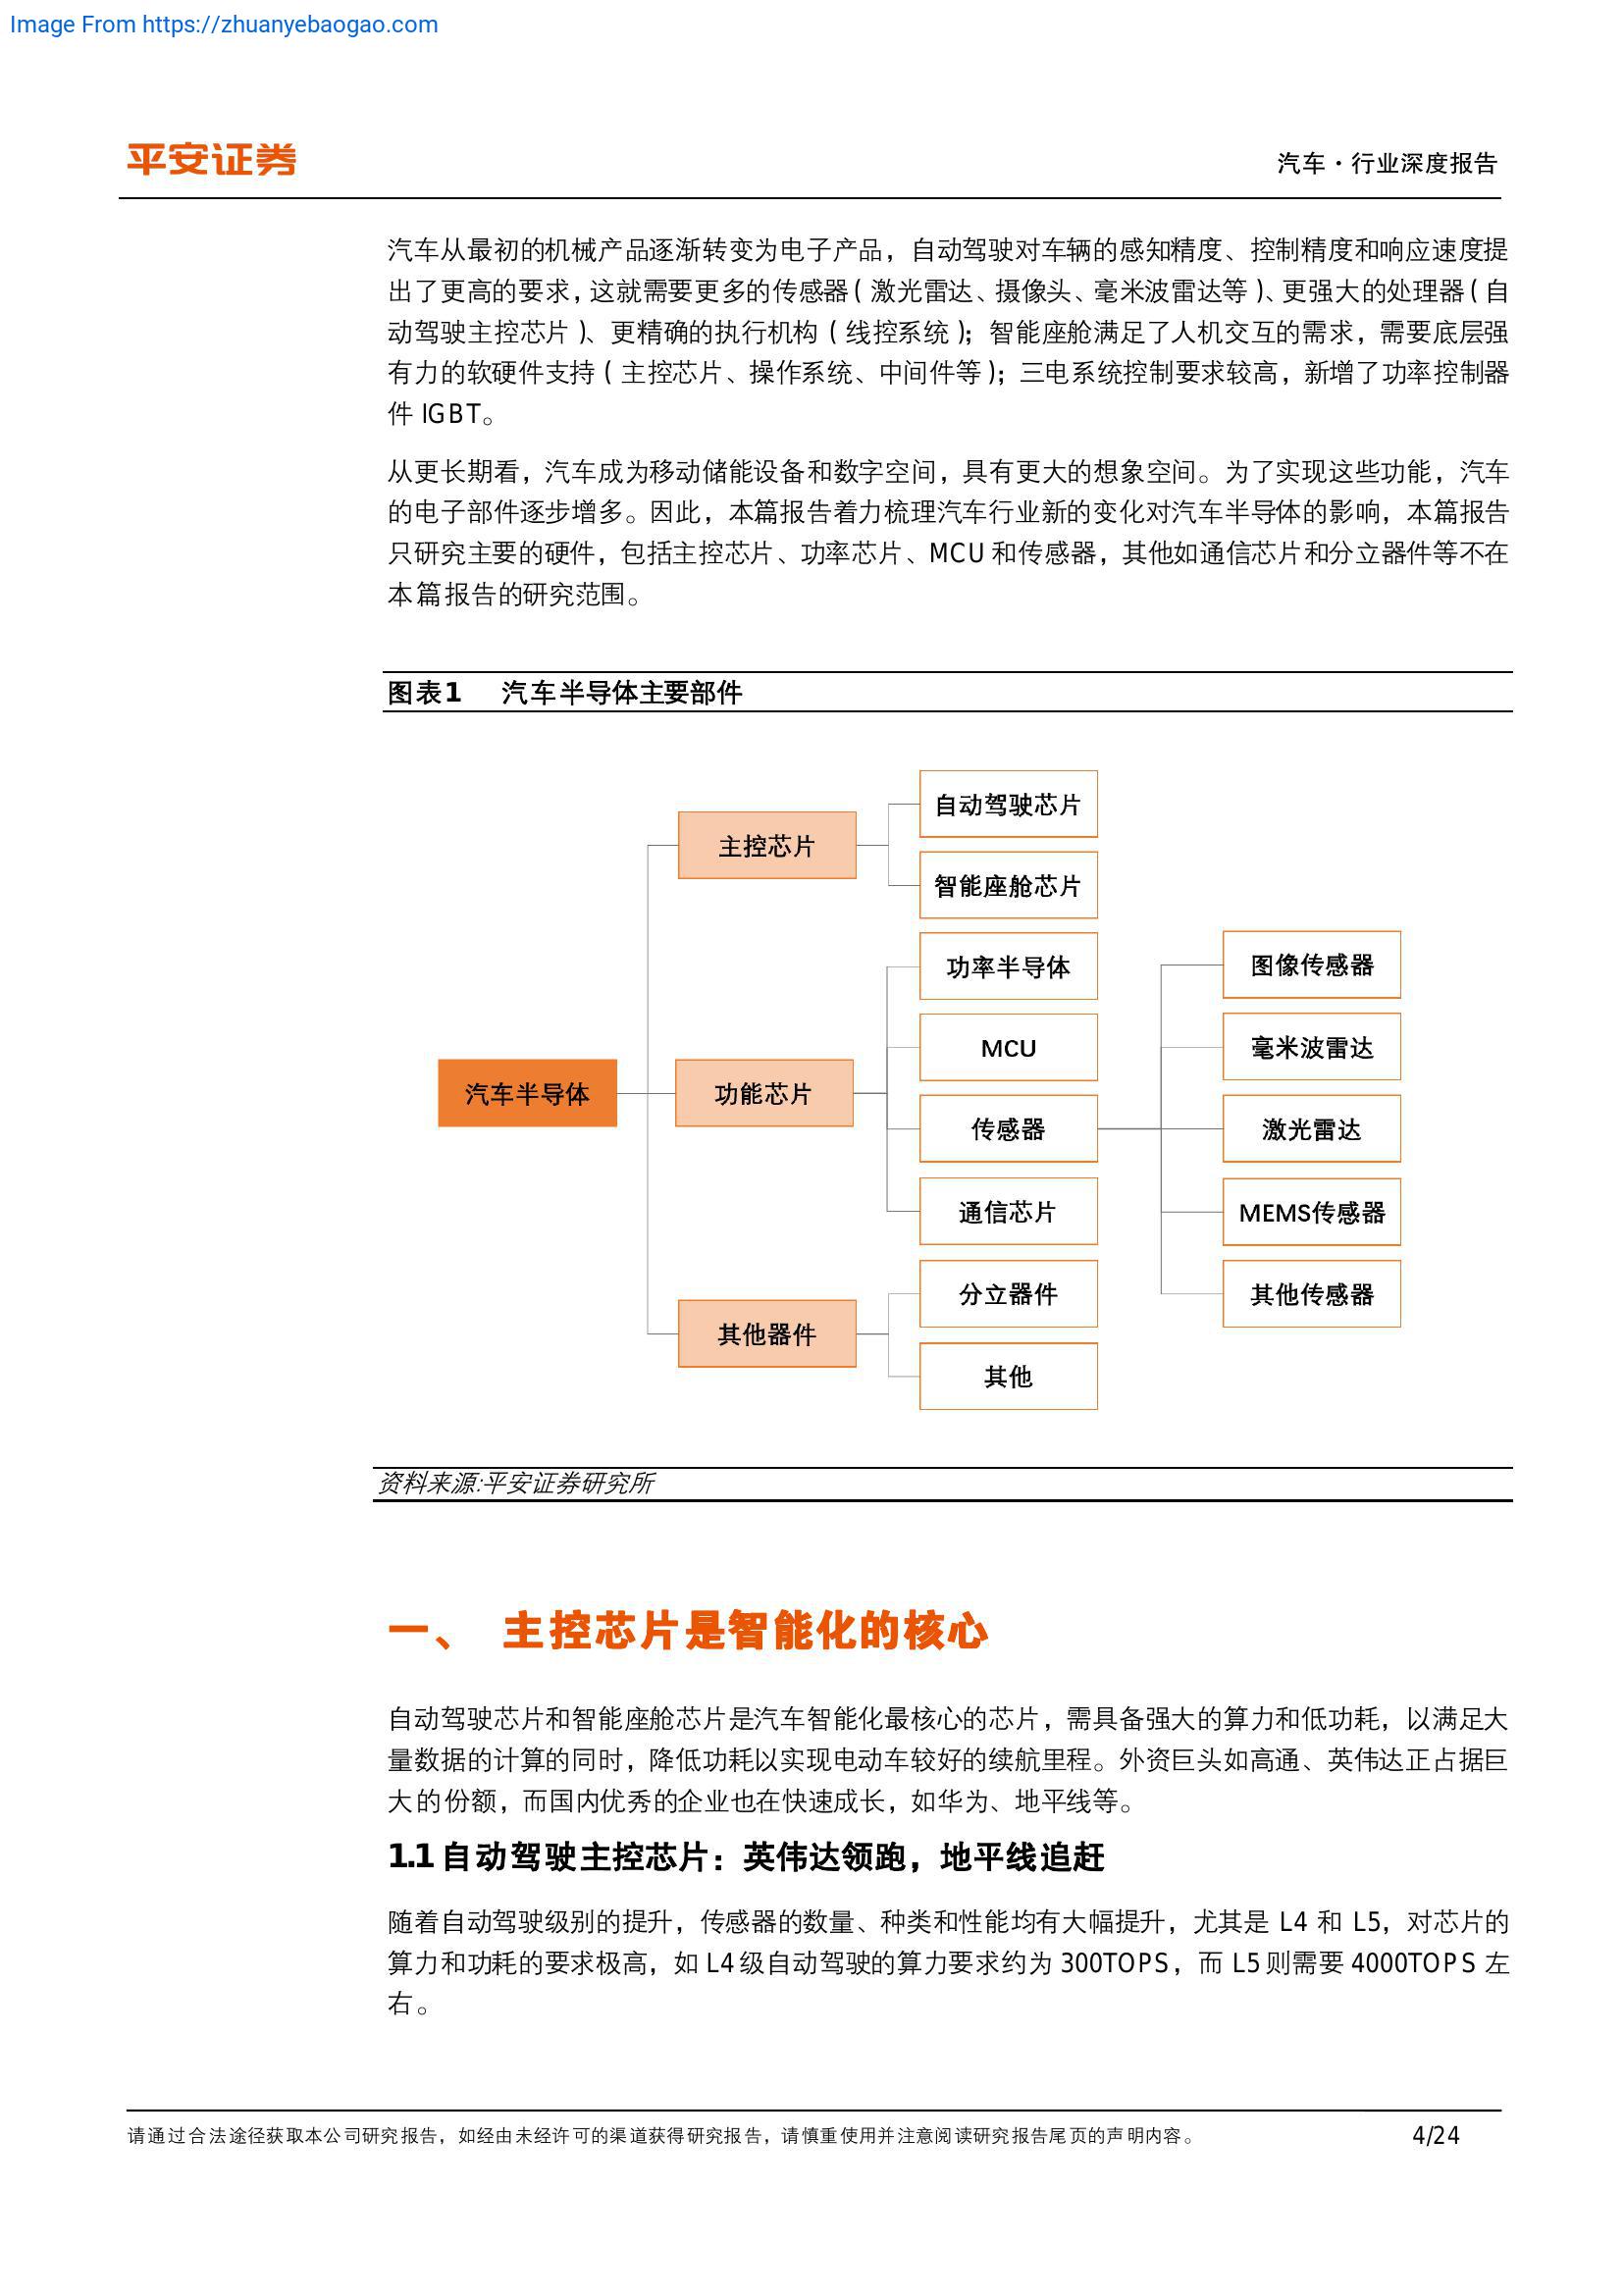 Image From https://zhuanyebaogao.com
平安证券
汽车·行业深度报告
汽车从最初的机械产品逐渐转变为电子产品，自动驾驶对车辆的感知精度、控制精度和响应速度提
出了更高的要求，这就需要更多的传感器(激光雷达、摄像头、毫米波雷达等)、更强大的处理器(自
动驾驶主控芯片)、更精确的执行机构(线控系统)；智能座舱满足了人机交互的需求，需要底层强
有力的软硬件支持(主控芯片、操作系统、中间件等)；三电系统控制要求较高，新增了功率控制器
件 IGBT。
从更长期看，汽车成为移动储能设备和数字空间，具有更大的想象空间。为了实现这些功能，汽车
的电子部件逐步增多。因此，本篇报告着力梳理汽车行业新的变化对汽车半导体的影响，本篇报告
只研究主要的硬件，包括主控芯片、功率芯片、MCU 和传感器，其他如通信芯片和分立器件等不在
本篇报告的研究范围。
图表1 汽车半导体主要部件
汽车半导体
主控芯片
自动驾驶芯片
智能座舱芯片
功能芯片
功率半导体
MCU
传感器
通信芯片
图像传感器
毫米波雷达
激光雷达
MEMS传感器
其他传感器
其他器件
分立器件
其他
资料来源:平安证券研究所
一、 主控芯片是智能化的核心
自动驾驶芯片和智能座舱芯片是汽车智能化最核心的芯片，需具备强大的算力和低功耗，以满足大
量数据的计算的同时，降低功耗以实现电动车较好的续航里程。外资巨头如高通、英伟达正占据巨
大的份额，而国内优秀的企业也在快速成长，如华为、地平线等。
1.1 自动驾驶主控芯片：英伟达领跑，地平线追赶
随着自动驾驶级别的提升，传感器的数量、种类和性能均有大幅提升，尤其是 L4 和 L5，对芯片的
算力和功耗的要求极高，如 L4 级自动驾驶的算力要求约为 300TOPS，而 L5 则需要 4000TOPS 左
右。
请通过合法途径获取本公司研究报告，如经由未经许可的渠道获得研究报告，请慎重使用并注意阅读研究报告尾页的声明内容。
4/24